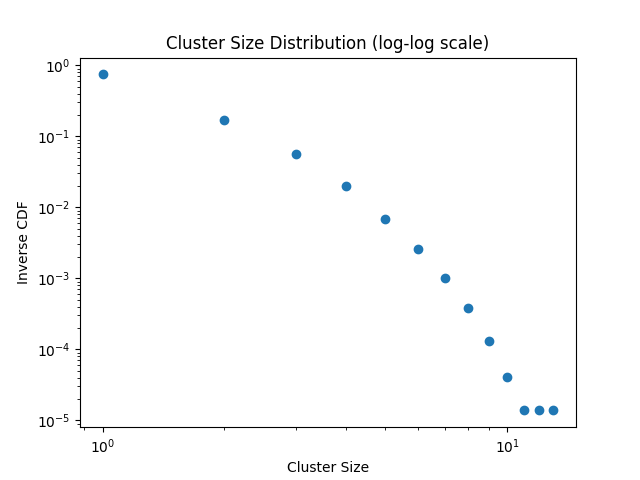 Cluster Size Distribution (log-log scale)
Inverse CDF
10⁰
10⁻¹
10⁻²
10⁻³
10⁻⁴
10⁻⁵
10⁰ 10¹
Cluster Size